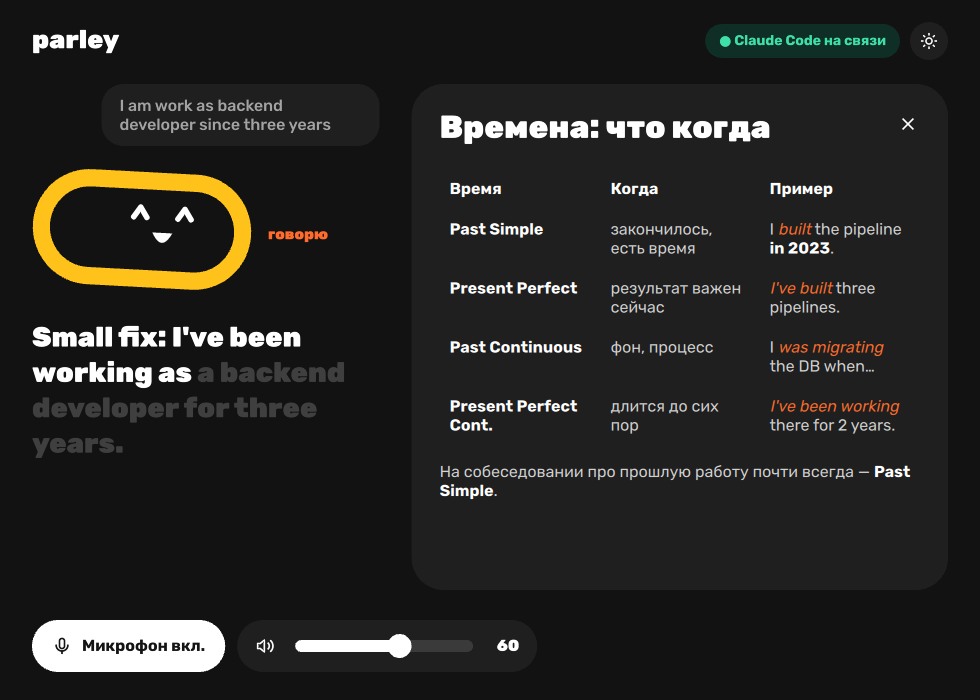 parley
Claude Code на связи
I am work as backend
developer since three years
говорю
Small fix: I've been
working as a backend
developer for three
years.
Времена: что когда
Время Когда Пример
Past Simple закончилось, I built the pipeline
есть время in 2023.
Present Perfect результат важен I've built three
сейчас pipelines.
Past Continuous фон, процесс I was migrating
the DB when…
Present Perfect длится до сих I've been working
Cont. пор there for 2 years.
На собеседовании про прошлую работу почти всегда — Past
Simple.
Микрофон вкл.
60